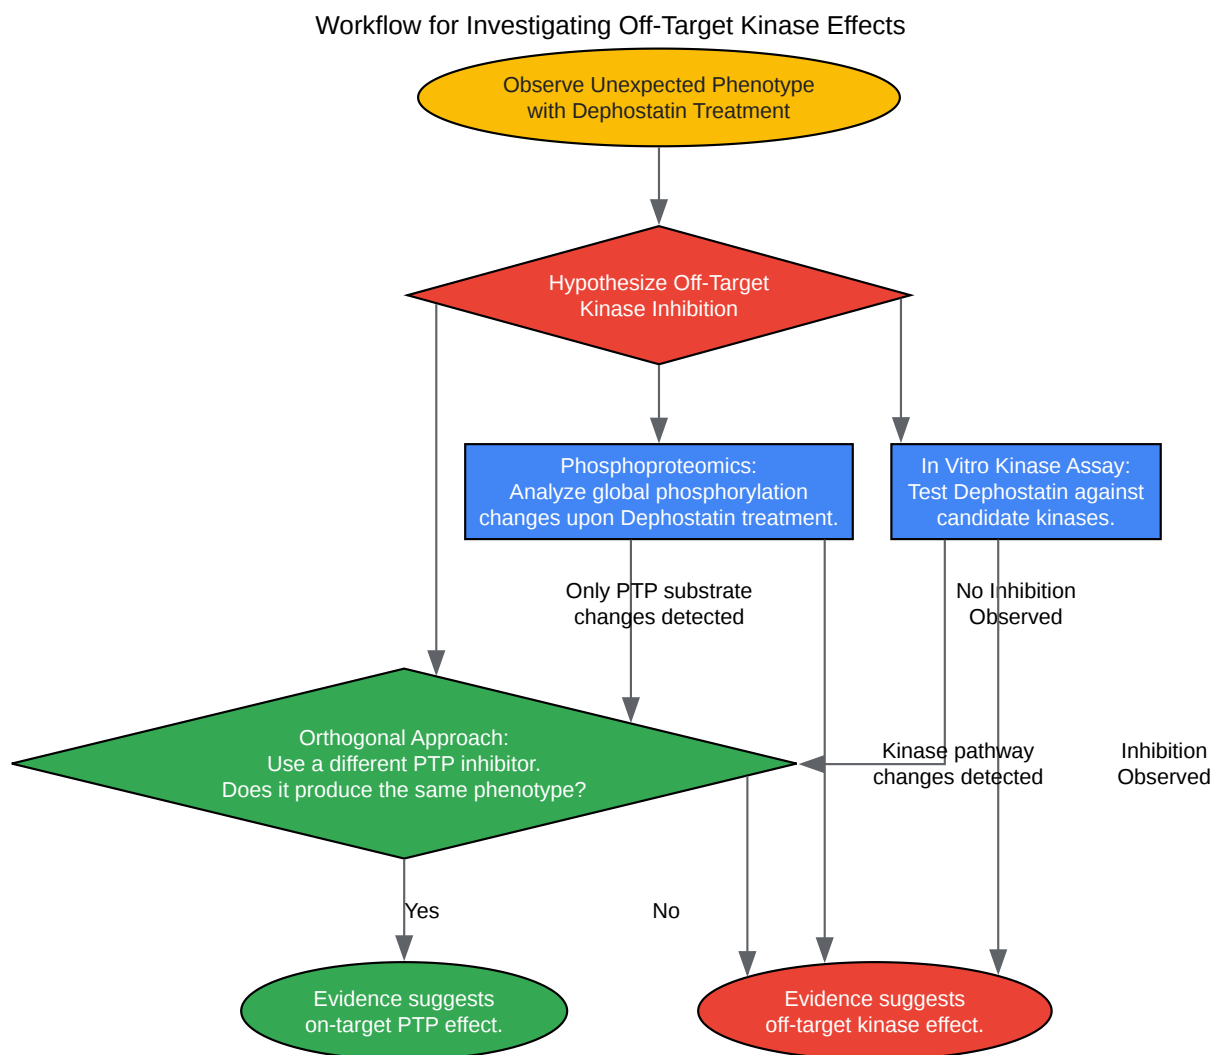 Workflow for Investigating Off-Target Kinase Effects
Observe Unexpected Phenotype
with Dephostatin Treatment
Hypothesize Off-Target
Kinase Inhibition
Phosphoproteomics:
Analyze global phosphorylation
changes upon Dephostatin treatment.
In Vitro Kinase Assay:
Test Dephostatin against
candidate kinases.
Only PTP substrate
changes detected
No Inhibition
Observed
Orthogonal Approach:
Use a different PTP inhibitor.
Does it produce the same phenotype?
Kinase pathway
changes detected
Inhibition
Observed
Yes
No
Evidence suggests
on-target PTP effect.
Evidence suggests
off-target kinase effect.